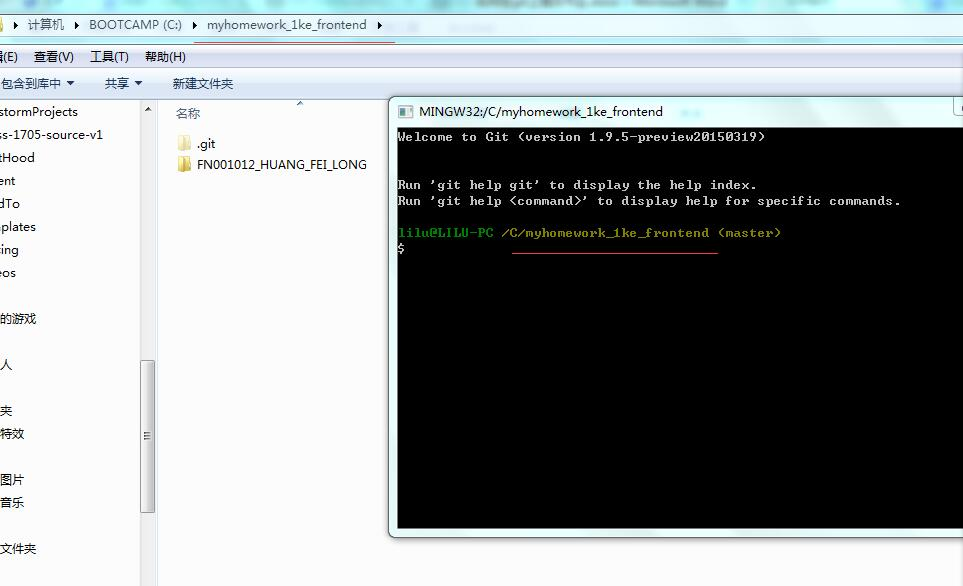 计算机 BOOTCAMP (C:) myhomework_1ke_frontend
(E) 查看(V) 工具(T) 帮助(H)
包含到库中 共享 新建文件夹
stormProjects
ss-1705-source-v1
tHood
ent
dTo
plates
ing
eos
的游戏
人
夹
特效
图片
音乐
文件夹
名称
.git
FN001012_HUANG_FEI_LONG
MINGW32:/C/myhomework_1ke_frontend
Welcome to Git (version 1.9.5-preview20150319)
Run 'git help git' to display the help index.
Run 'git help <command>' to display help for specific commands.
lilu@LILU-PC /C/myhomework_1ke_frontend (master)
$